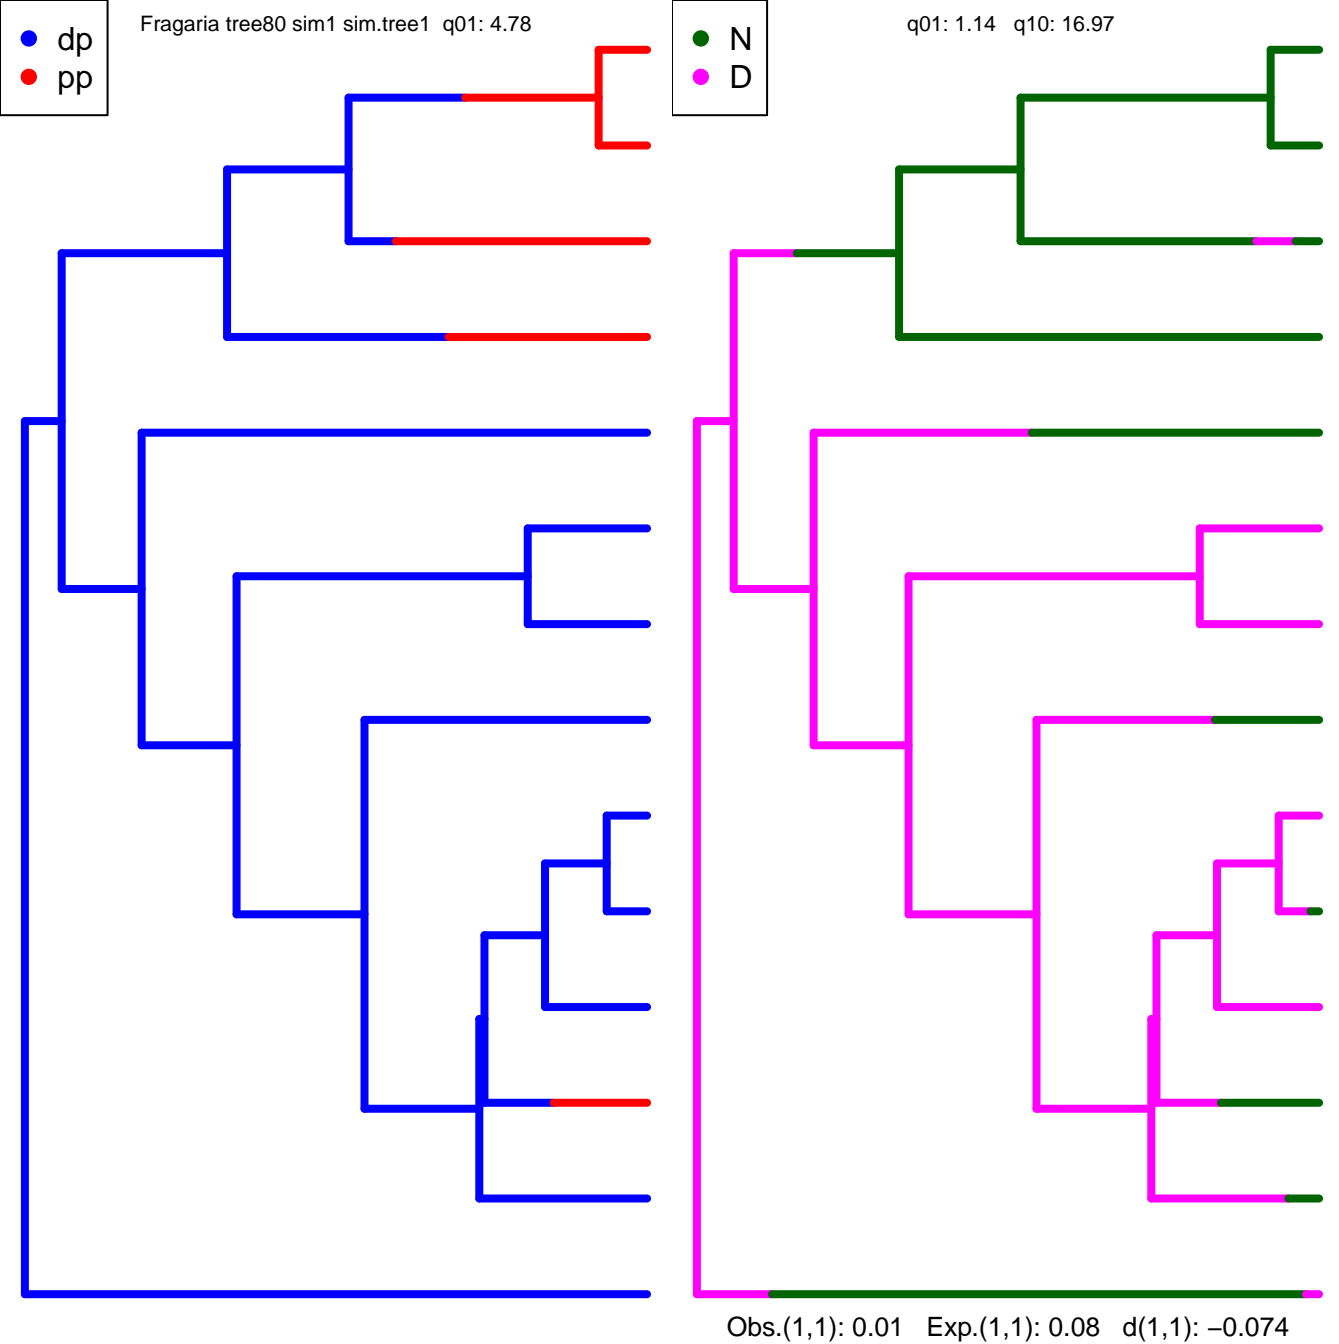 Fragaria tree80 sim1 sim.tree1 q01: 4.78
dp
pp
q01: 1.14 q10: 16.97
N
D
Obs.(1,1): 0.01 Exp.(1,1): 0.08 d(1,1): −0.074